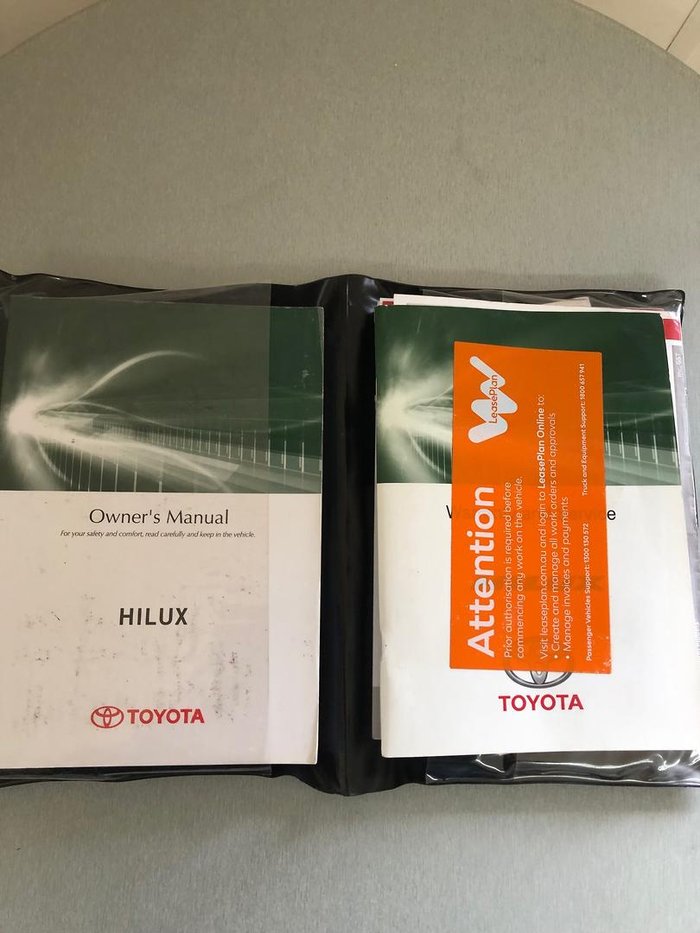 Owner's Manual
For your safety and comfort, read carefully and keep in the vehicle.
HILUX
TOYOTA
LeasePlan
Attention
Prior authorisation is required before
commencing any work on the vehicle.
Visit leaseplan.com.au and login to LeasePlan Online to:
• Create and manage all work orders and approvals
• Manage invoices and payments
Passenger Vehicles Support: 1300 150 572
Truck and Equipment Support: 1800 657 941
TOYOTA